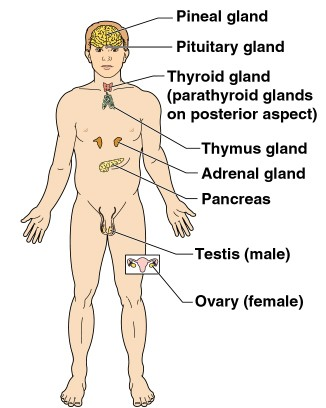 Pineal gland
Pituitary gland
Thyroid gland
(parathyroid glands
on posterior aspect)
Thymus gland
Adrenal gland
Pancreas
Testis (male)
Ovary (female)